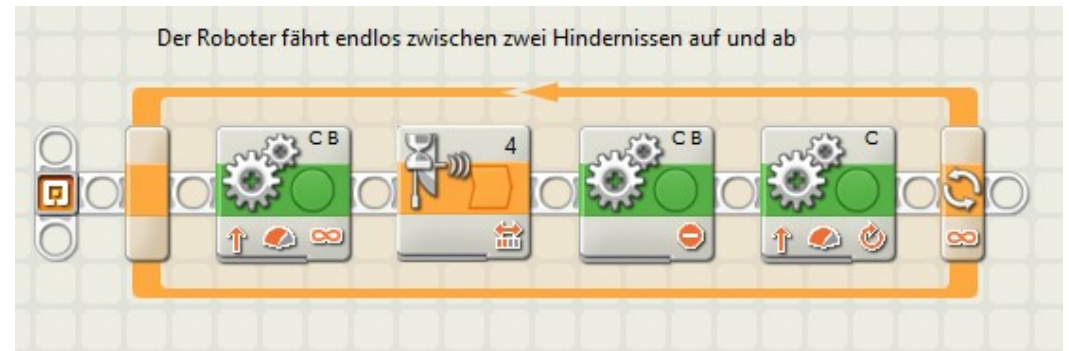 Der Roboter fährt endlos zwischen zwei Hindernissen auf und ab
C B
4
C B
C